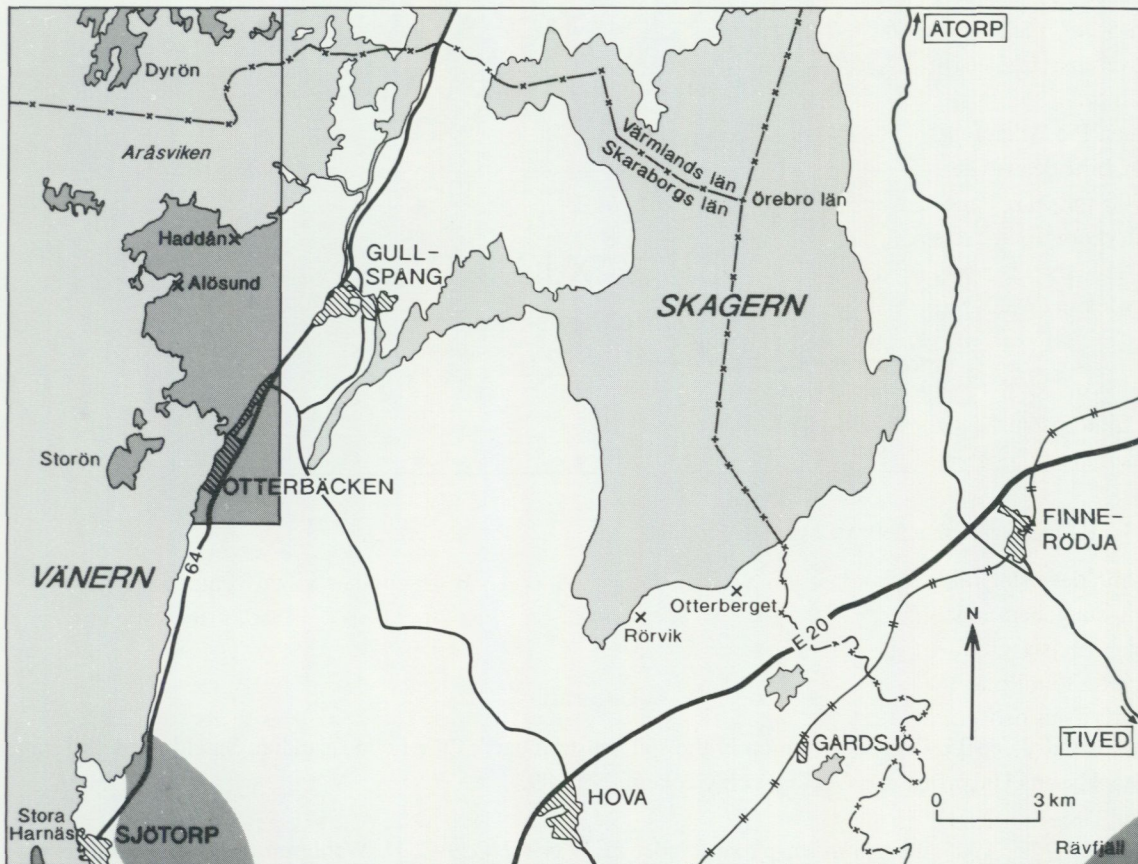 ÅTORP
Dyrön
Aråsviken
Värmlands län
Skaraborgs län
Örebro län
Haddån
GULL-
SPÅNG
Alösund
SKAGERN
Storön
OTTERBÄCKEN
FINNE-
RÖDJA
VÄNERN
64
Otterberget
Rörvik
E 20
N
TIVED
GÅRDSJÖ
HOVA
0 3 km
Stora
Harnäs
SJÖTORP
Rävfjäll